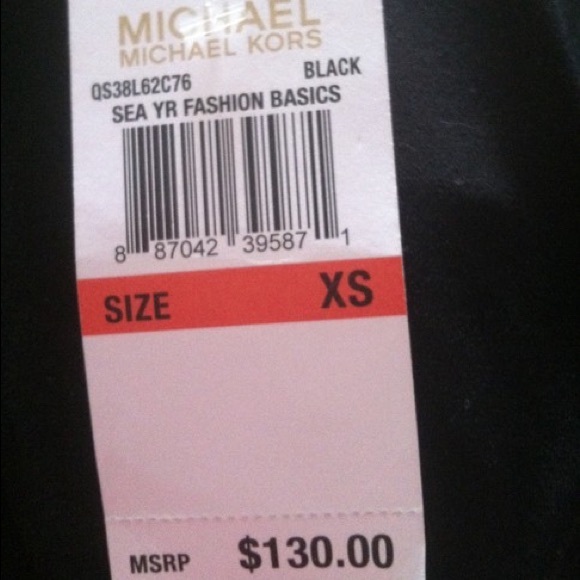 MICHAEL
MICHAEL KORS
QS38L62C76 BLACK
SEA YR FASHION BASICS
8 87042 39587 1
SIZE XS
MSRP $130.00